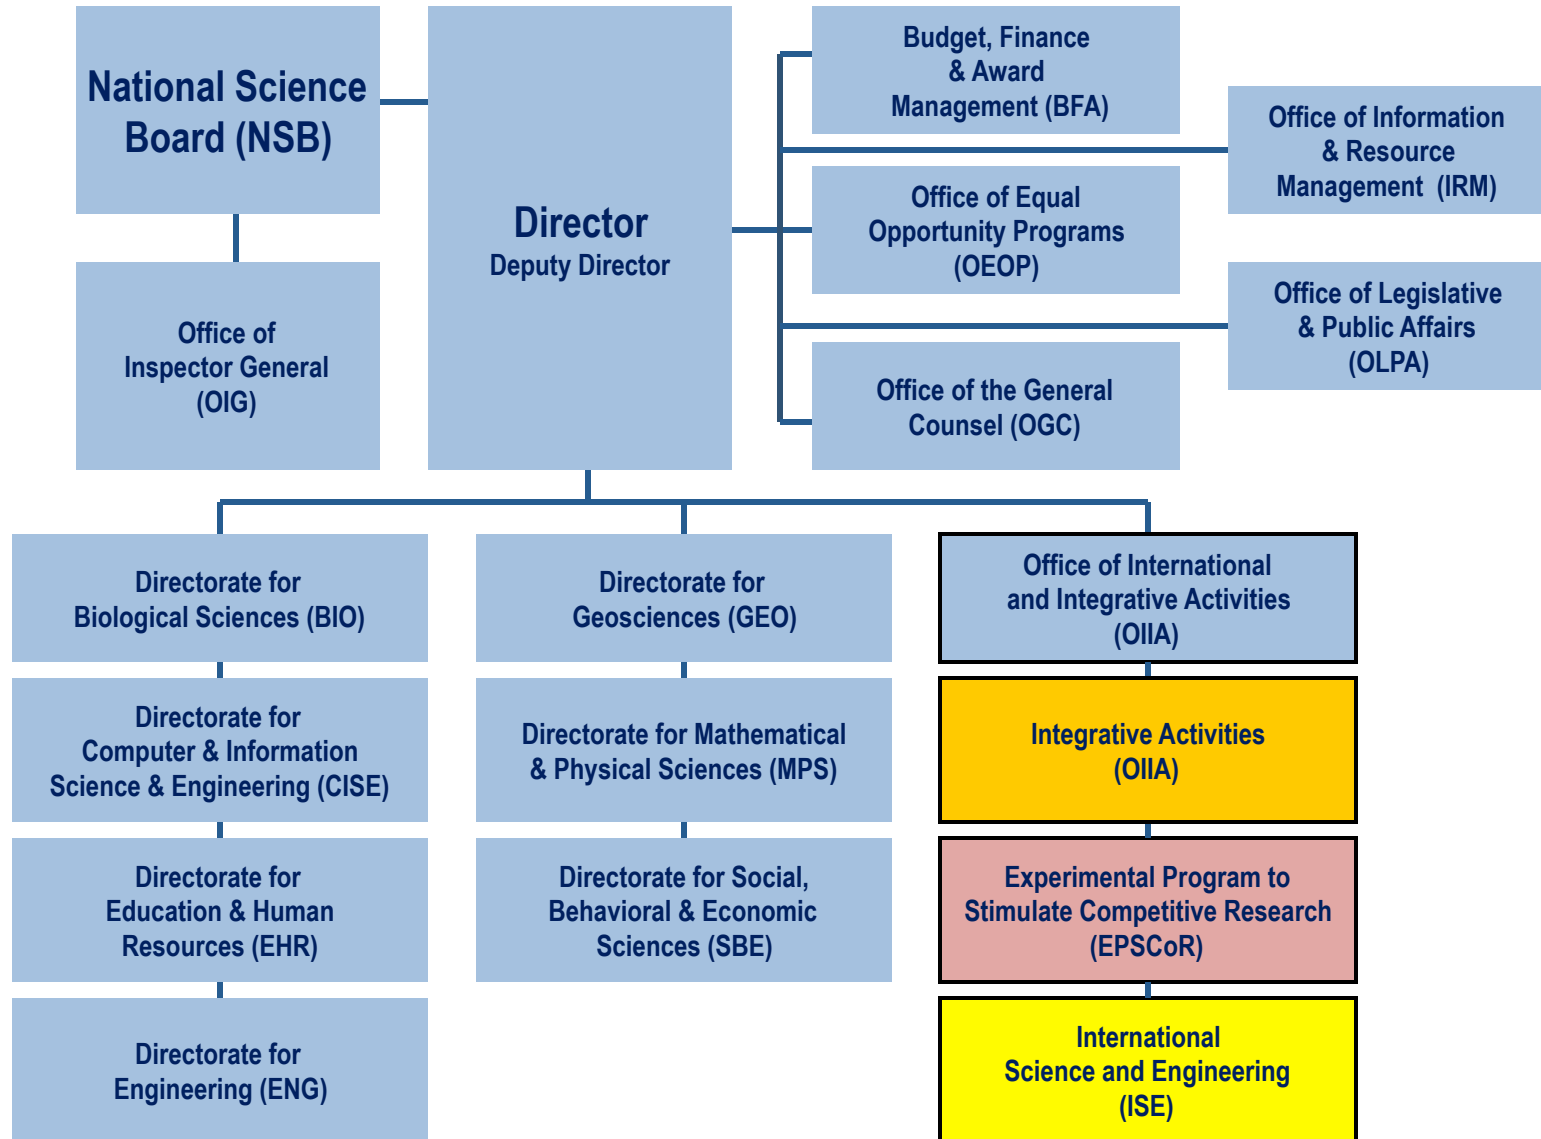 National Science
Board (NSB)
Director
Deputy Director
Office of
Inspector General
(OIG)
Budget, Finance
& Award
Management (BFA)
Office of Information
& Resource
Management (IRM)
Office of Equal
Opportunity Programs
(OEOP)
Office of Legislative
& Public Affairs
(OLPA)
Office of the General
Counsel (OGC)
Directorate for
Biological Sciences (BIO)
Directorate for
Computer & Information
Science & Engineering (CISE)
Directorate for
Education & Human
Resources (EHR)
Directorate for
Engineering (ENG)
Directorate for
Geosciences (GEO)
Directorate for Mathematical
& Physical Sciences (MPS)
Directorate for Social,
Behavioral & Economic
Sciences (SBE)
Office of International
and Integrative Activities
(OIIA)
Integrative Activities
(OIIA)
Experimental Program to
Stimulate Competitive Research
(EPSCoR)
International
Science and Engineering
(ISE)